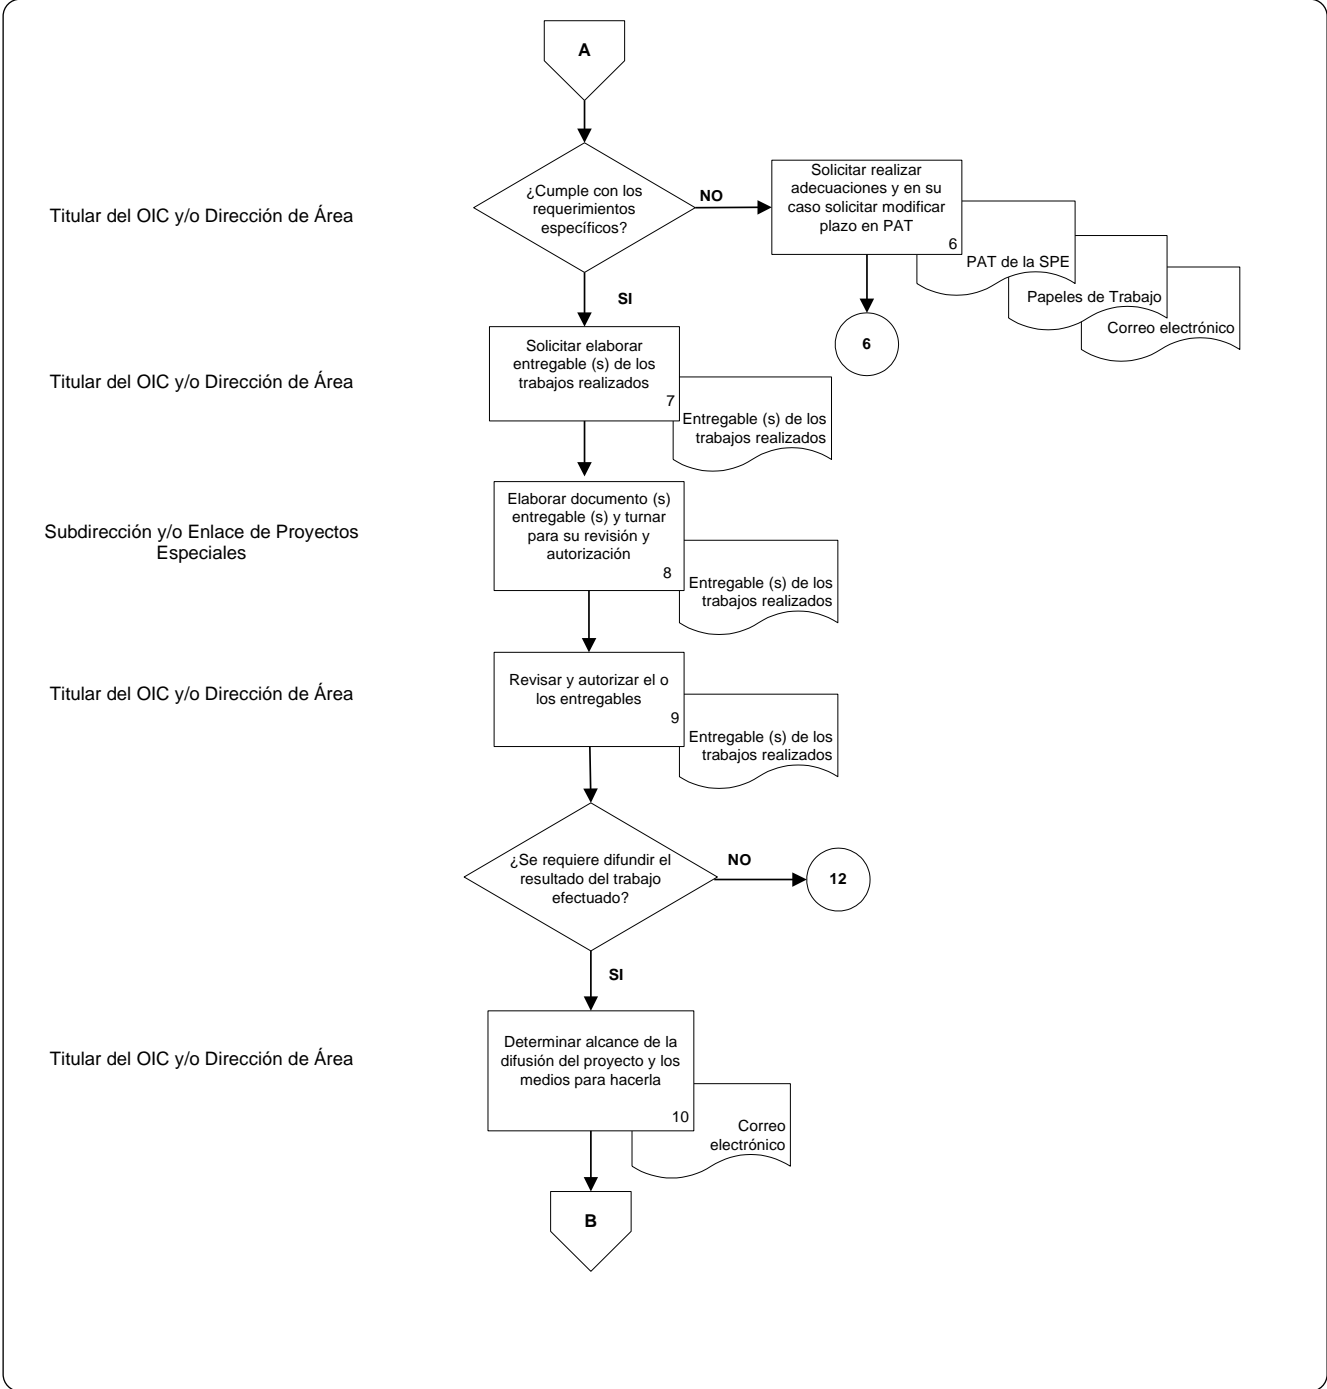 A
Titular del OIC y/o Dirección de Área
¿Cumple con los
requerimientos
específicos?
NO
Solicitar realizar
adecuaciones y en su
caso solicitar modificar
plazo en PAT
6
PAT de la SPE
Papeles de Trabajo
Correo electrónico
6
SI
Titular del OIC y/o Dirección de Área
Solicitar elaborar
entregable (s) de los
trabajos realizados
7
Entregable (s) de los
trabajos realizados
Subdirección y/o Enlace de Proyectos
Especiales
Elaborar documento (s)
entregable (s) y turnar
para su revisión y
autorización
8
Entregable (s) de los
trabajos realizados
Titular del OIC y/o Dirección de Área
Revisar y autorizar el o
los entregables
9
Entregable (s) de los
trabajos realizados
¿Se requiere difundir el
resultado del trabajo
efectuado?
NO
12
SI
Titular del OIC y/o Dirección de Área
Determinar alcance de la
difusión del proyecto y los
medios para hacerla
10
Correo
electrónico
B